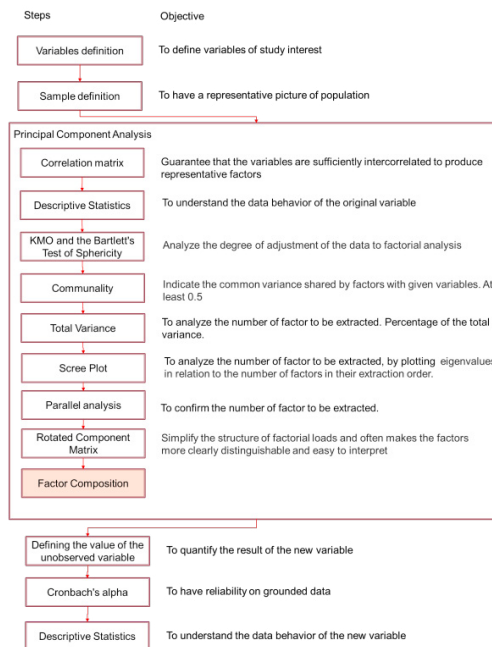 Steps
Objective
Variables definition
To define variables of study interest
Sample definition
To have a representative picture of population
Principal Component Analysis
Correlation matrix
Guarantee that the variables are sufficiently intercorrelated to produce
representative factors
Descriptive Statistics
To understand the data behavior of the original variable
KMO and the Bartlett's
Test of Sphericity
Analyze the degree of adjustment of the data to factorial analysis
Communality
Indicate the common variance shared by factors with given variables. At
least 0.5
Total Variance
To analyze the number of factor to be extracted. Percentage of the total
variance.
Scree Plot
To analyze the number of factor to be extracted, by plotting eigenvalues
in relation to the number of factors in their extraction order.
Parallel analysis
To confirm the number of factor to be extracted.
Rotated Component
Matrix
Simplify the structure of factorial loads and often makes the factors
more clearly distinguishable and easy to interpret
Factor Composition
Defining the value of the
unobserved variable
To quantify the result of the new variable
Cronbach's alpha
To have reliability on grounded data
Descriptive Statistics
To understand the data behavior of the new variable